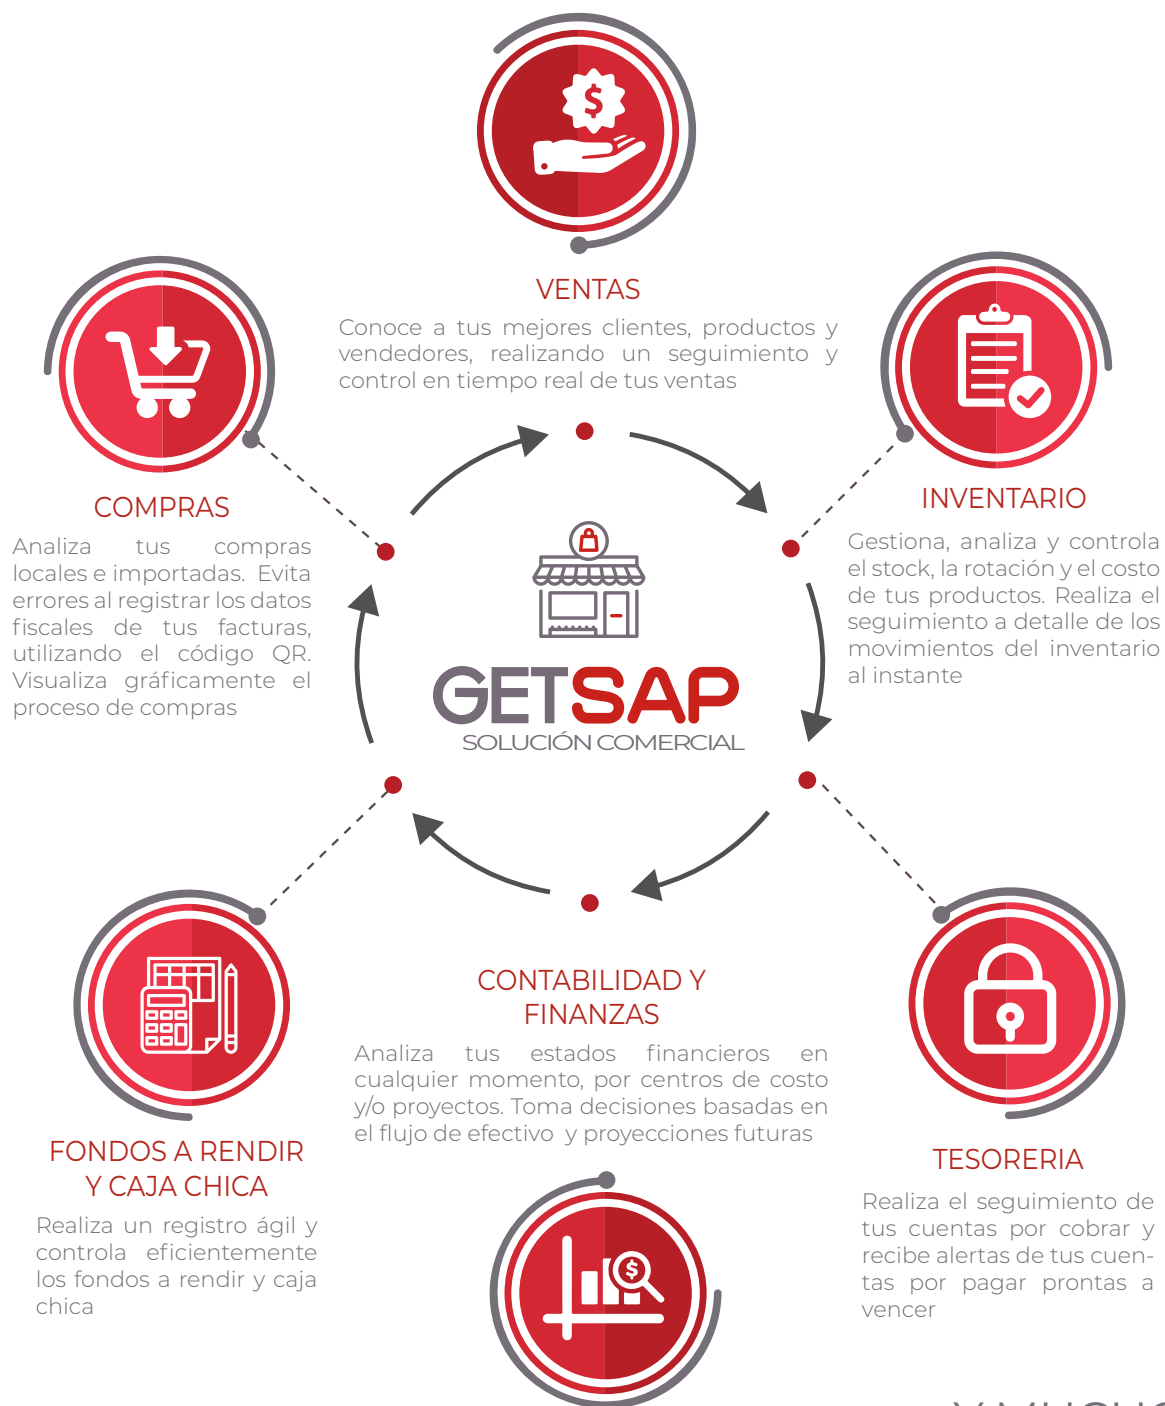 VENTAS
Conoce a tus mejores clientes, productos y
vendedores, realizando un seguimiento y
control en tiempo real de tus ventas
COMPRAS
Analiza tus compras
locales e importadas. Evita
errores al registrar los datos
fiscales de tus facturas,
utilizando el código QR.
Visualiza gráficamente el
proceso de compras
INVENTARIO
Gestiona, analiza y controla
el stock, la rotación y el costo
de tus productos. Realiza el
seguimiento a detalle de los
movimientos del inventario
al instante
GETSAP
SOLUCIÓN COMERCIAL
CONTABILIDAD Y
FINANZAS
Analiza tus estados financieros en
cualquier momento, por centros de costo
y/o proyectos. Toma decisiones basadas en
el flujo de efectivo y proyecciones futuras
FONDOS A RENDIR
Y CAJA CHICA
Realiza un registro ágil y
controla eficientemente
los fondos a rendir y caja
chica
TESORERIA
Realiza el seguimiento de
tus cuentas por cobrar y
recibe alertas de tus cuen-
tas por pagar prontas a
vencer